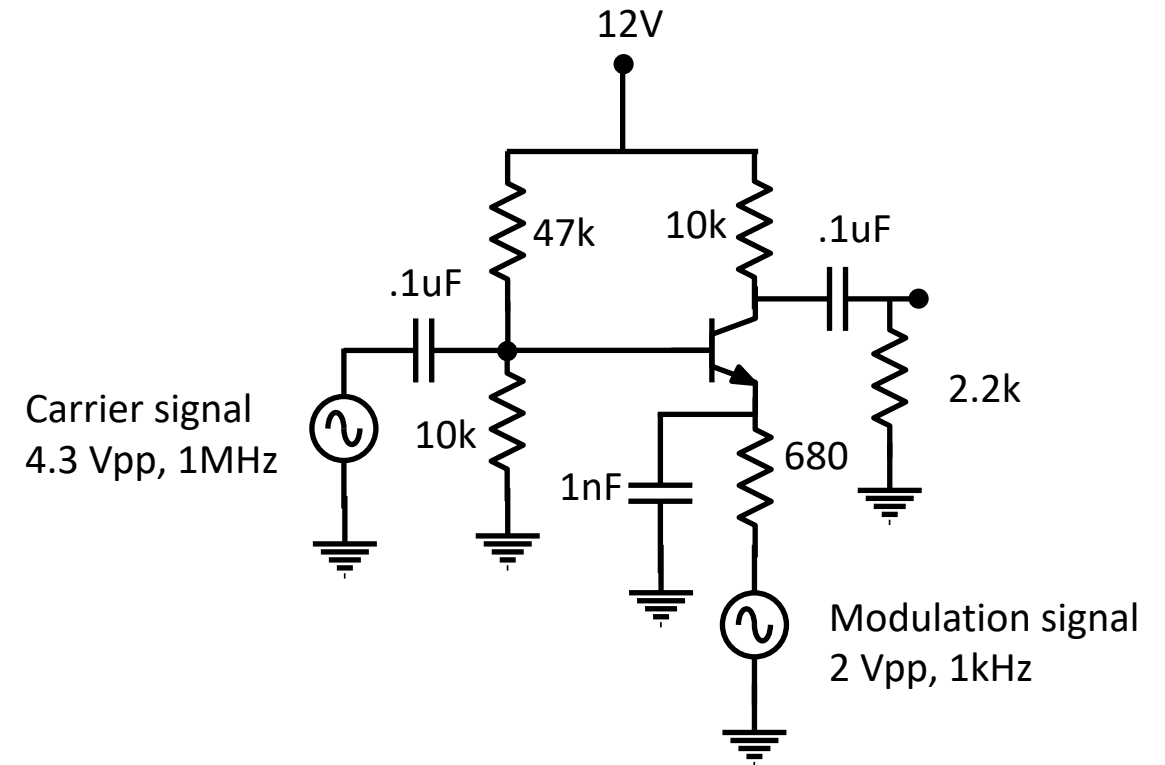 12V
47k
10k
.1uF
.1uF
Carrier signal
4.3 Vpp, 1MHz
10k
2.2k
680
1nF
Modulation signal
2 Vpp, 1kHz